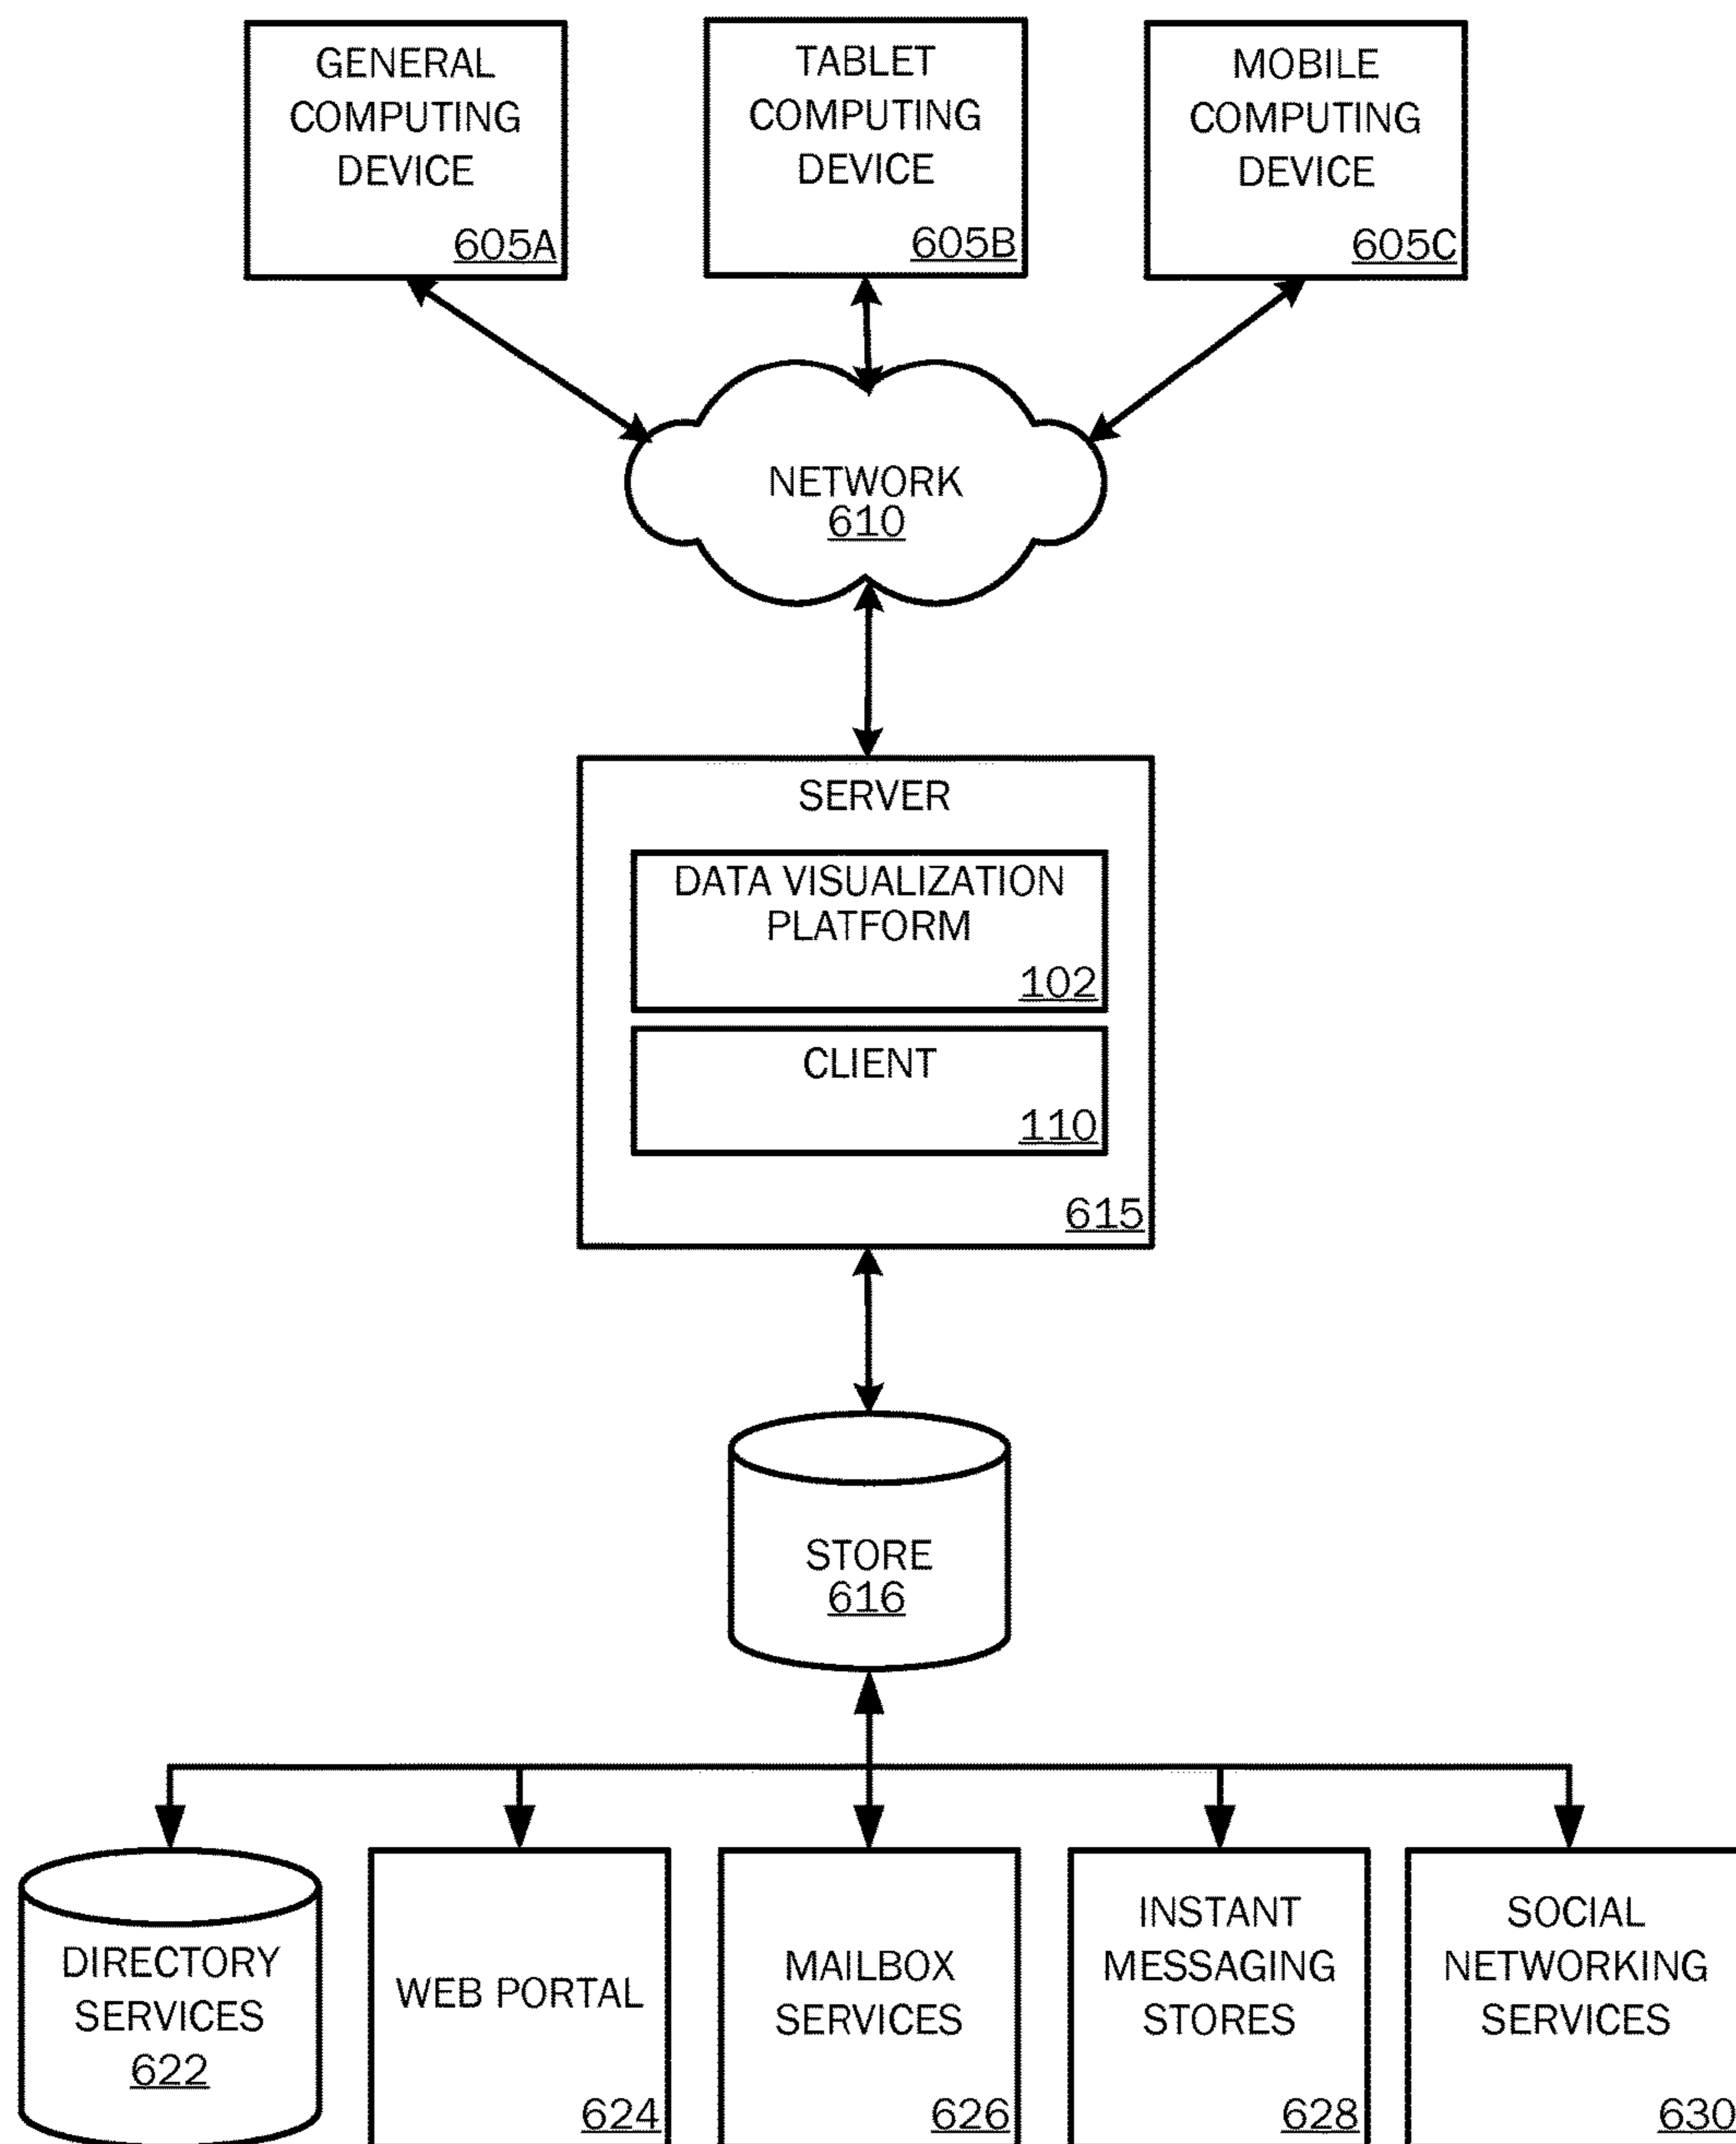 GENERAL
COMPUTING
DEVICE
605A
TABLET
COMPUTING
DEVICE
605B
MOBILE
COMPUTING
DEVICE
605C
NETWORK
610
SERVER
DATA VISUALIZATION
PLATFORM
102
CLIENT
110
615
STORE
616
DIRECTORY
SERVICES
622
WEB PORTAL
624
MAILBOX
SERVICES
626
INSTANT
MESSAGING
STORES
628
SOCIAL
NETWORKING
SERVICES
630